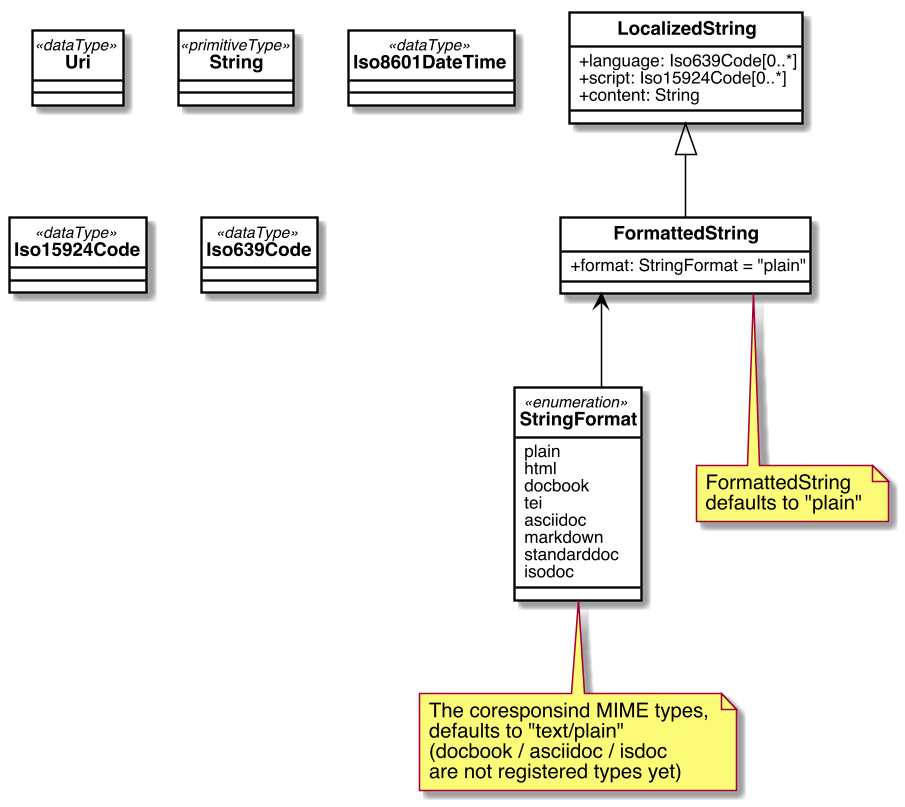 «dataType»
Uri
«primitiveType»
String
«dataType»
Iso8601DateTime
LocalizedString
+language: Iso639Code[0..*]
+script: Iso15924Code[0..*]
+content: String
«dataType»
Iso15924Code
«dataType»
Iso639Code
FormattedString
+format: StringFormat = "plain"
«enumeration»
StringFormat
plain
html
docbook
tei
asciidoc
markdown
standarddoc
isodoc
FormattedString
defaults to "plain"
The coresponsind MIME types,
defaults to "text/plain"
(docbook / asciidoc / isdoc
are not registered types yet)